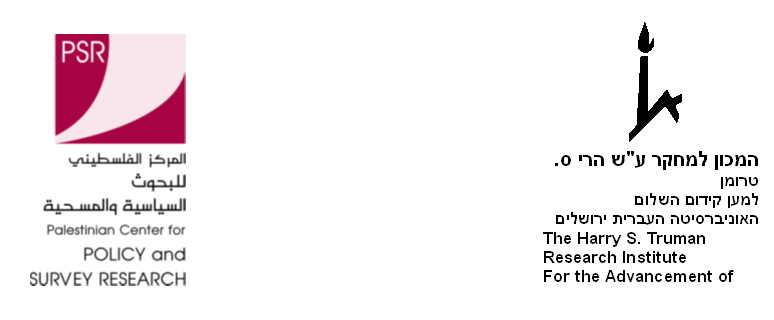 PSR
المركز الفلسطيني
للبحوث
السياسية والمسحية
Palestinian Center for
POLICY and
SURVEY RESEARCH
המכון למחקר ע"ש הרי ס.
טרומן
למען קידום השלום
האוניברסיטה העברית ירושלים
The Harry S. Truman
Research Institute
For the Advancement of